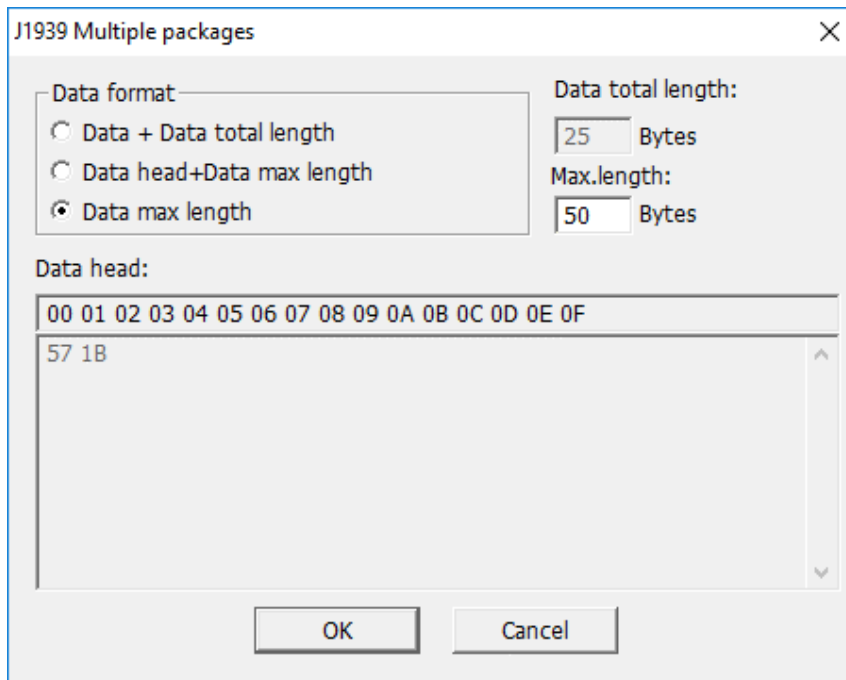 J1939 Multiple packages
Data format
Data + Data total length
Data head+Data max length
Data max length
Data total length:
25 Bytes
Max.length:
50 Bytes
Data head:
00 01 02 03 04 05 06 07 08 09 0A 0B 0C 0D 0E 0F
57 1B
OK Cancel